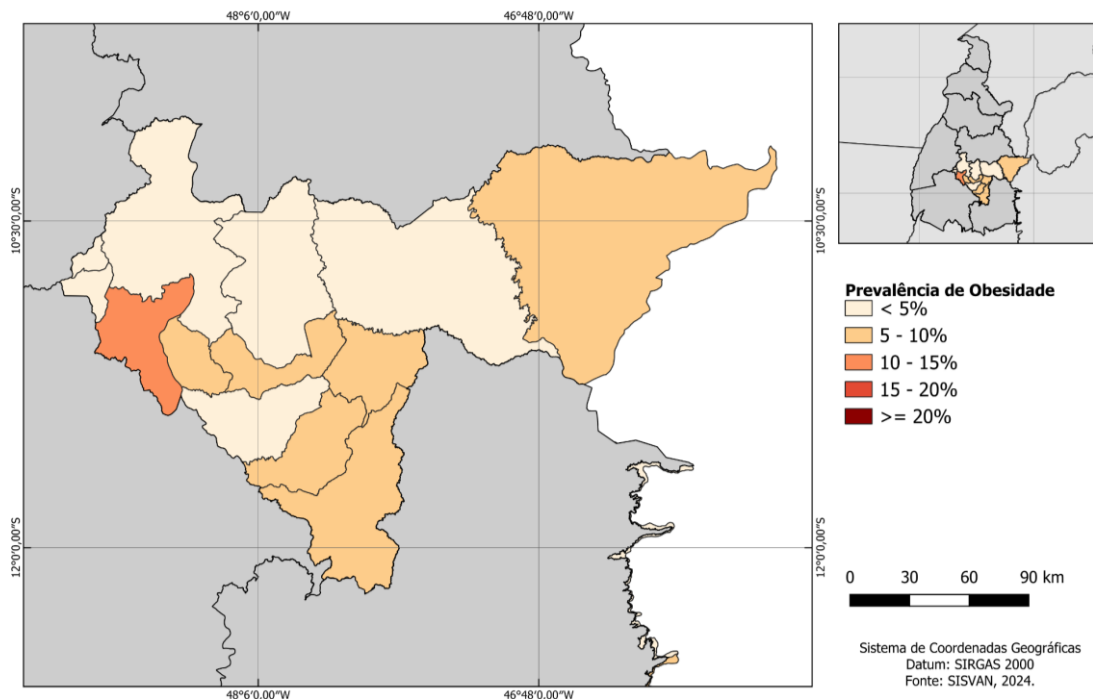 48°6'0,00"W
46°48'0,00"W
10°30'0,00"S
10°30'0,00"S
12°0'0,00"S
12°0'0,00"S
48°6'0,00"W
46°48'0,00"W
Prevalência de Obesidade
< 5%
5 - 10%
10 - 15%
15 - 20%
>= 20%
0 30 60 90 km
Sistema de Coordenadas Geográficas
Datum: SIRGAS 2000
Fonte: SISVAN, 2024.